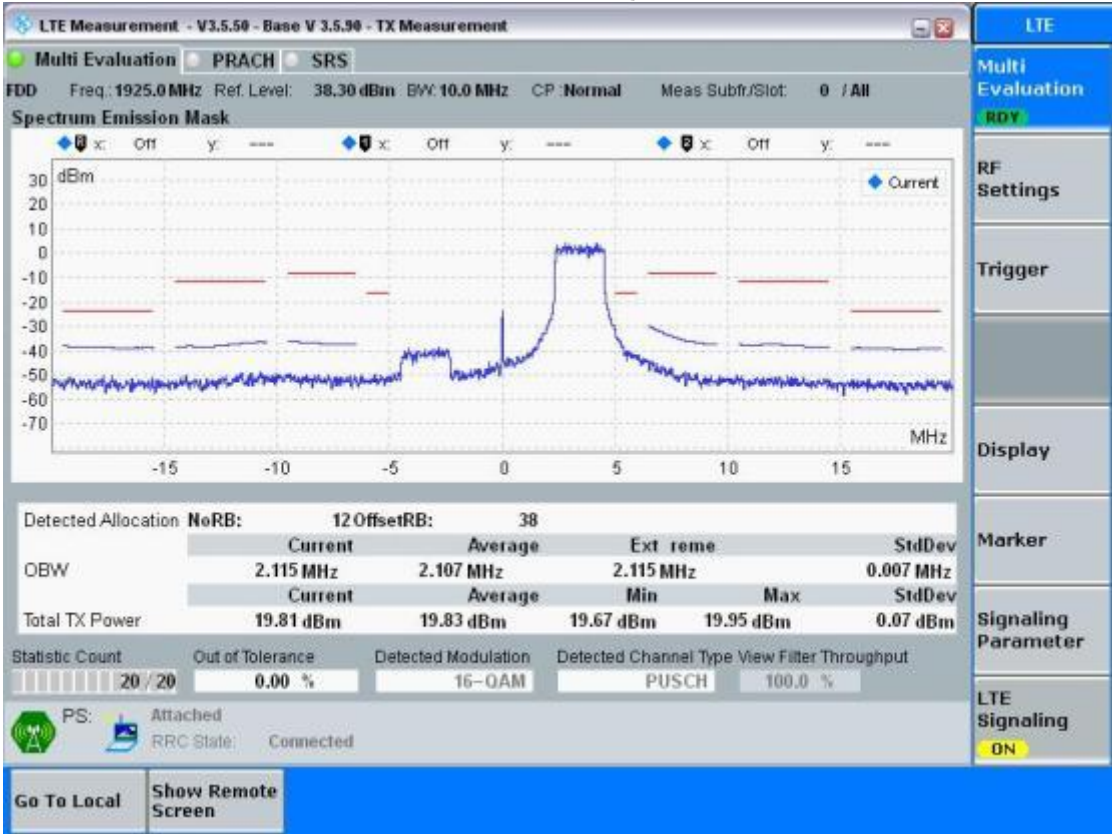 LTE Measurement - V3.5.50 - Base V 3.5.90 - TX Measurement
LTE
Multi Evaluation PRACH SRS
Multi
Evaluation
RDY
FDD Freq.: 1925.0 MHz Ref. Level: 38.30 dBm BW: 10.0 MHz CP :Normal Meas Subfr./Slot: 0 / All
Spectrum Emission Mask
x: Off y: --- x: Off y: --- x: Off y: ---
dBm
Current
30
20
10
0
-10
-20
-30
-40
-50
-60
-70
MHz
-15 -10 -5 0 5 10 15
RF
Settings
Trigger
Display
Marker
Signaling
Parameter
LTE
Signaling
ON
Detected Allocation NoRB: 12 OffsetRB: 38
Current Average Ext reme StdDev
OBW 2.115 MHz 2.107 MHz 2.115 MHz 0.007 MHz
Current Average Min Max StdDev
Total TX Power 19.81 dBm 19.83 dBm 19.67 dBm 19.95 dBm 0.07 dBm
Statistic Count Out of Tolerance Detected Modulation Detected Channel Type View Filter Throughput
20 / 20 0.00 % 16-QAM PUSCH 100.0 %
PS: Attached
RRC State: Connected
Go To Local
Show Remote
Screen